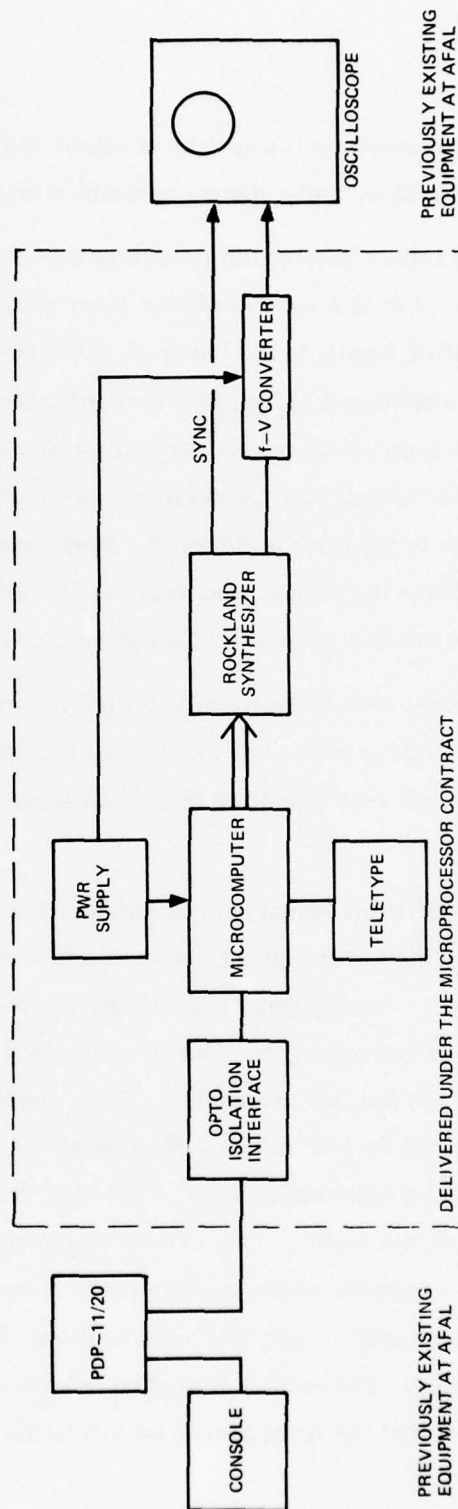 CONSOLE
PDP-11/20
PREVIOUSLY EXISTING
EQUIPMENT AT AFAL
OPTO
ISOLATION
INTERFACE
PWR
SUPPLY
MICROCOMPUTER
TELETYPE
ROCKLAND
SYNTHESIZER
SYNC
f-V CONVERTER
DELIVERED UNDER THE MICROPROCESSOR CONTRACT
OSCILLOSCOPE
PREVIOUSLY EXISTING
EQUIPMENT AT AFAL